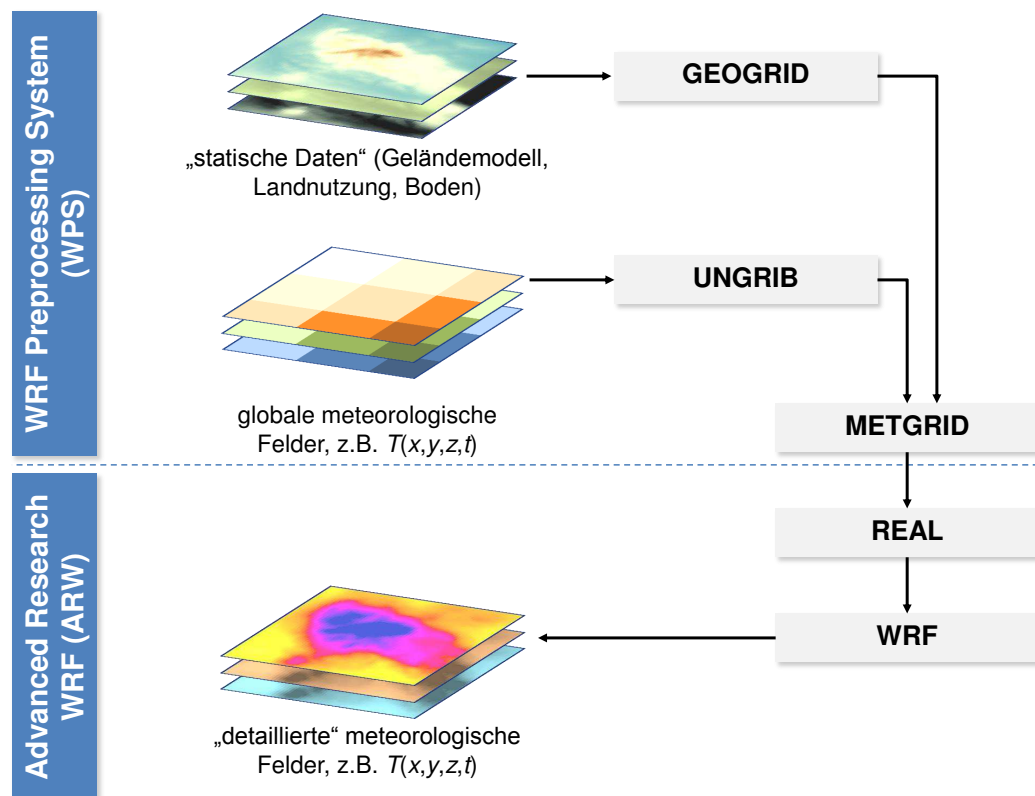 WRF Preprocessing System
(WPS)
GEOGRID
„statische Daten“ (Geländemodell,
Landnutzung, Boden)
UNGRIB
globale meteorologische
Felder, z.B. T(x,y,z,t)
METGRID
Advanced Research
WRF (ARW)
REAL
WRF
„detaillierte“ meteorologische
Felder, z.B. T(x,y,z,t)